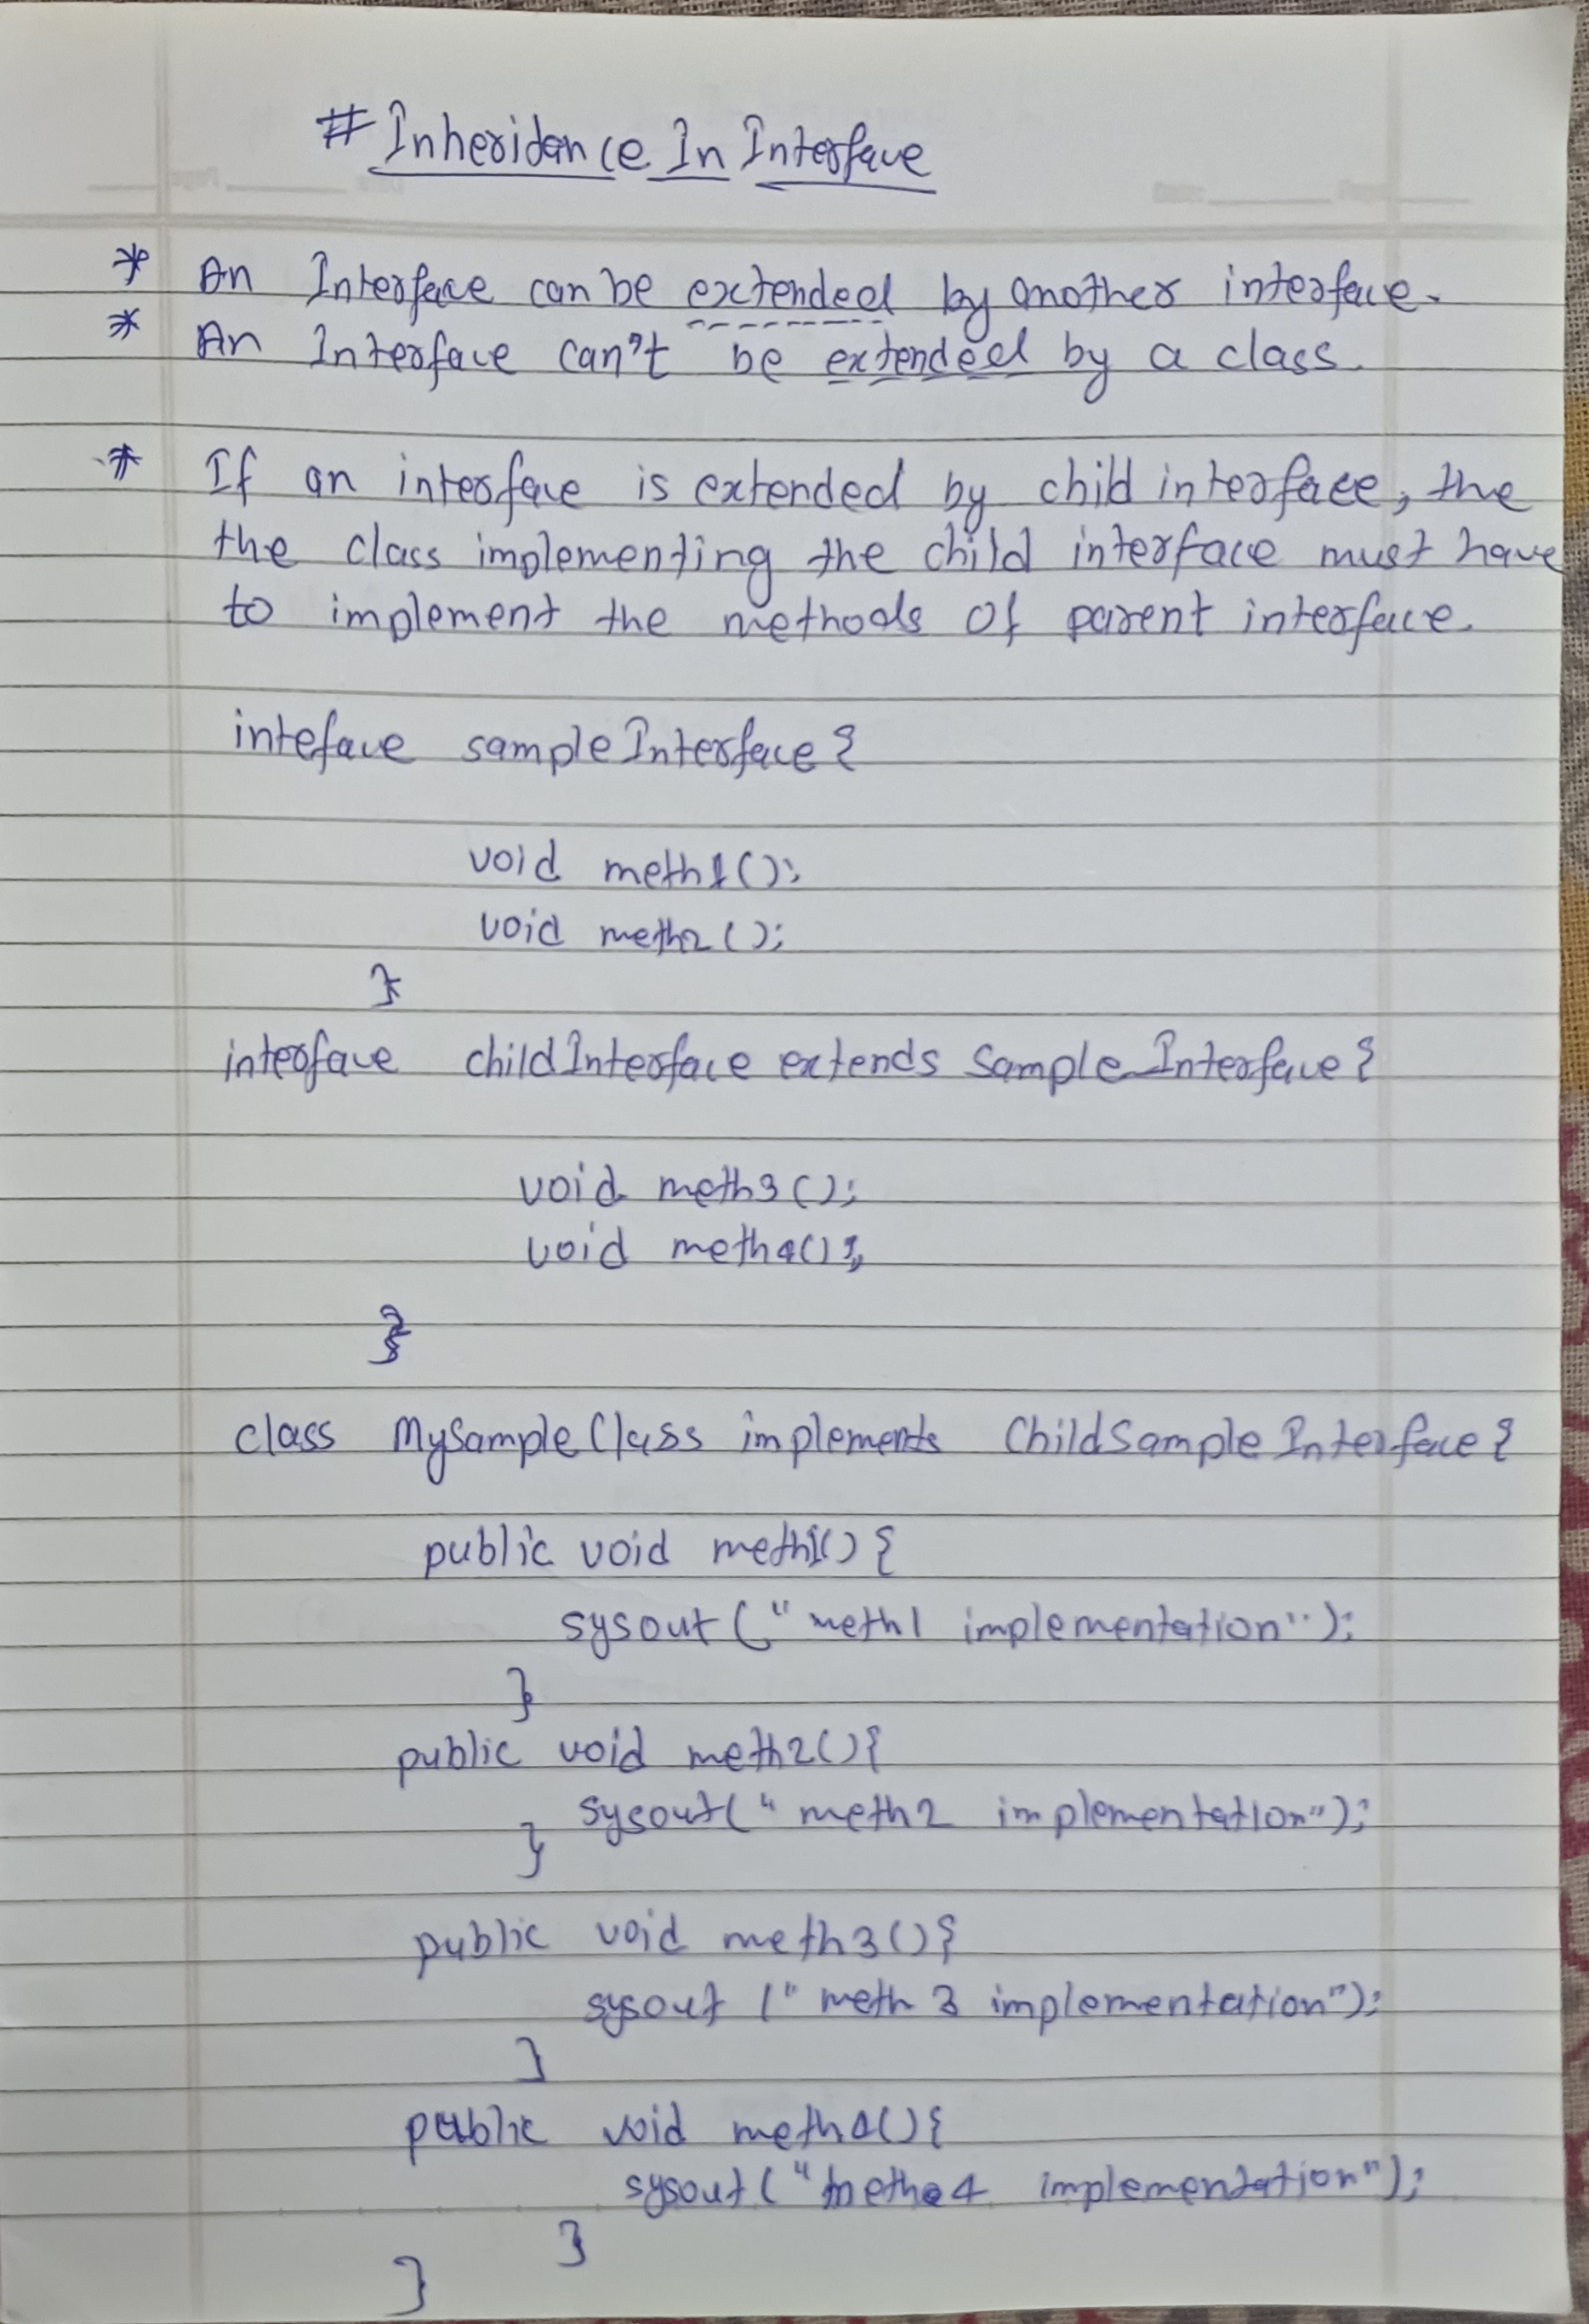 # Inheridance In Interface
* An Interface can be extended by another interface.
* An Interface can't be extended by a class.
* If an interface is extended by child interface, the
the class implementing the child interface must have
to implement the methods of parent interface.
inteface sampleInterface{
void meth1();
void meth2();
}
interface childInterface extends Sample Interface{
void meth3();
void meth4();
}
class MySampleClass implements ChildSampleInterface{
public void meth1(){
sysout("meth1 implementation");
}
public void meth2(){
sysout("meth2 implementation");
}
public void meth3(){
sysout ("meth 3 implementation");
}
public void meth4(){
sysout("meth4 implementation");
}
}